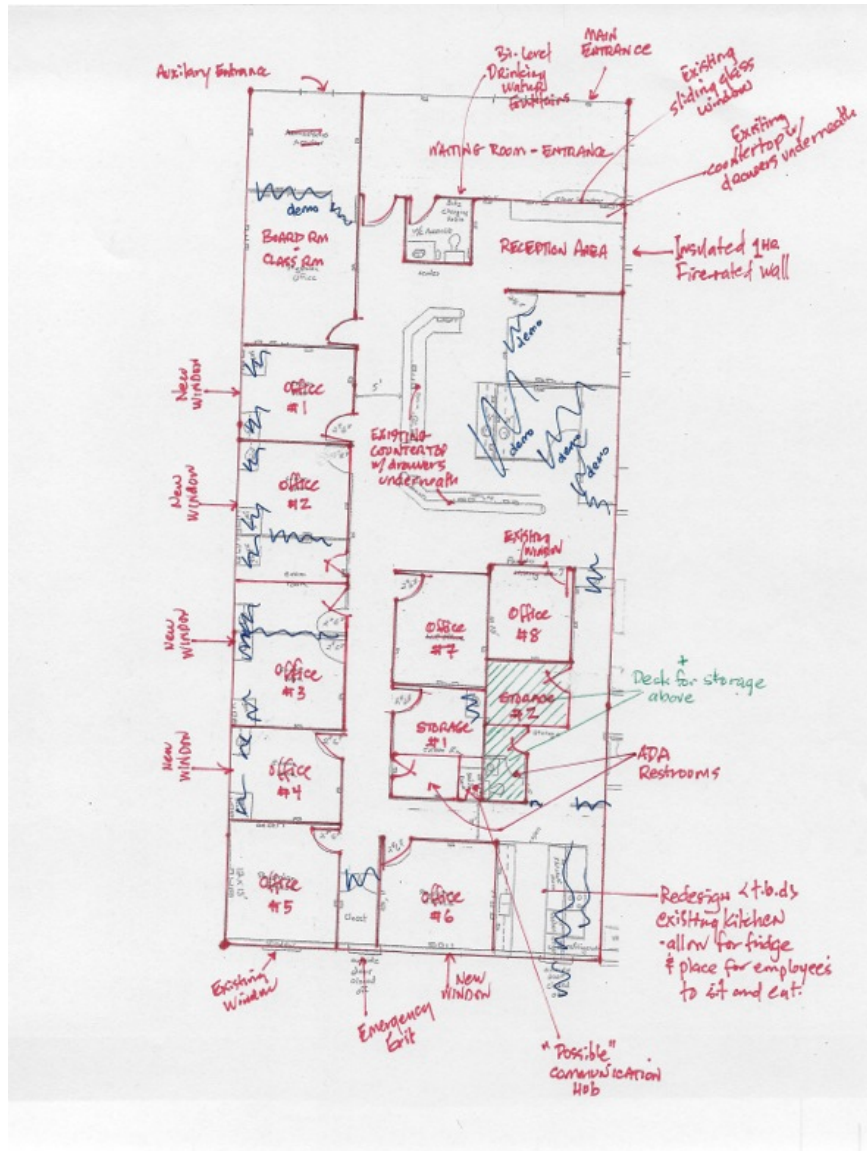 MAIN
ENTRANCE
Bi-Level
Drinking
Water
Fountains
Auxilary Entrance
Existing
sliding glass
window
Existing
countertop w/
drawers underneath
WAITING ROOM - ENTRANCE
demo
BOARD RM
CLASS RM
RECEPTION AREA
Insulated 1HR
Fire-rated wall
demo
NEW
WINDOW
Office
#1
5'
EXISTING
COUNTERTOP
w/ drawers
underneath
demo
demo
demo
NEW
WINDOW
Office
#2
EXISTING
WINDOW
NEW
WINDOW
Office
#3
Office
#7
Office
#8
Deck for storage
above
STORAGE
#1
STORAGE
#2
NEW
WINDOW
Office
#4
ADA
Restrooms
Office
#5
Closet
Office
#6
Redesign <t.b.d>
existing kitchen
-allow for fridge
& place for employees
to sit and eat.
Existing
Window
Emergency
Exit
NEW
WINDOW
"Possible"
COMMUNICATION
HUB